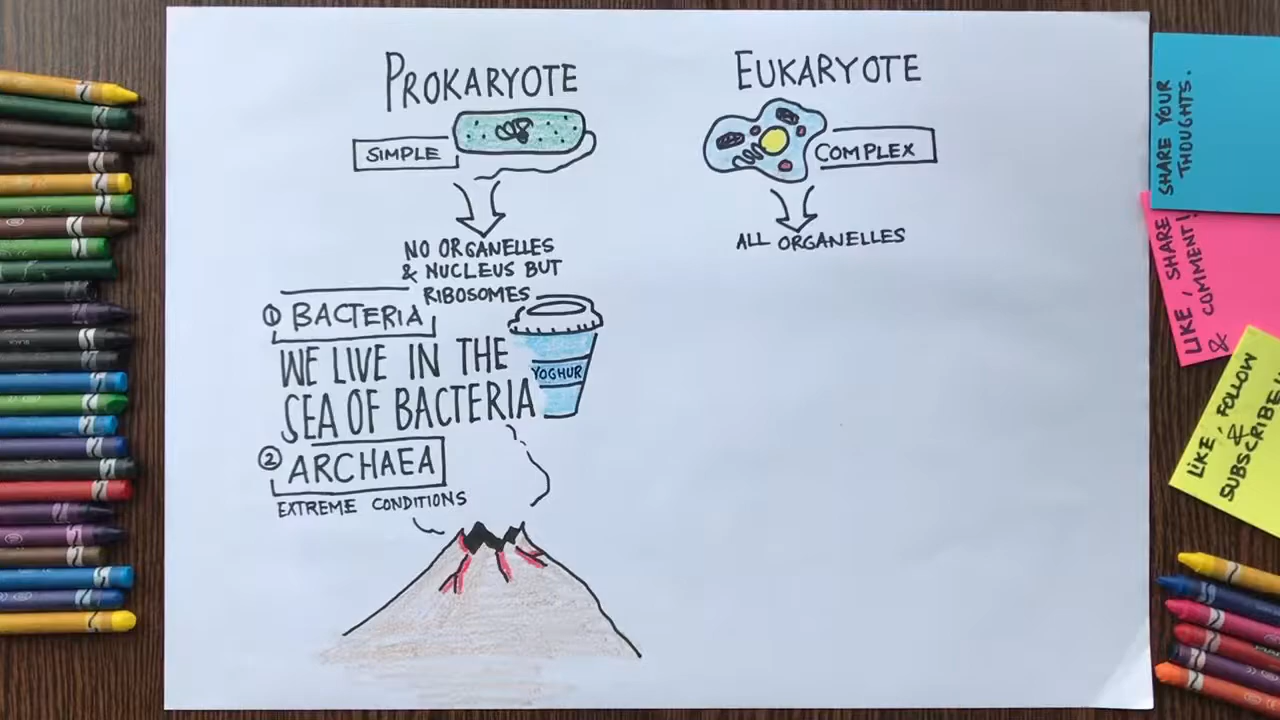 PROKARYOTE
SIMPLE
NO ORGANELLES
& NUCLEUS BUT
RIBOSOMES
① BACTERIA
WE LIVE IN THE
SEA OF BACTERIA
YOGHUR
② ARCHAEA
EXTREME CONDITIONS
EUKARYOTE
COMPLEX
ALL ORGANELLES
SHARE YOUR
THOUGHTS.
LIKE, SHARE
& COMMENT!
LIKE, FOLLOW
&
SUBSCRIBE
BLACK